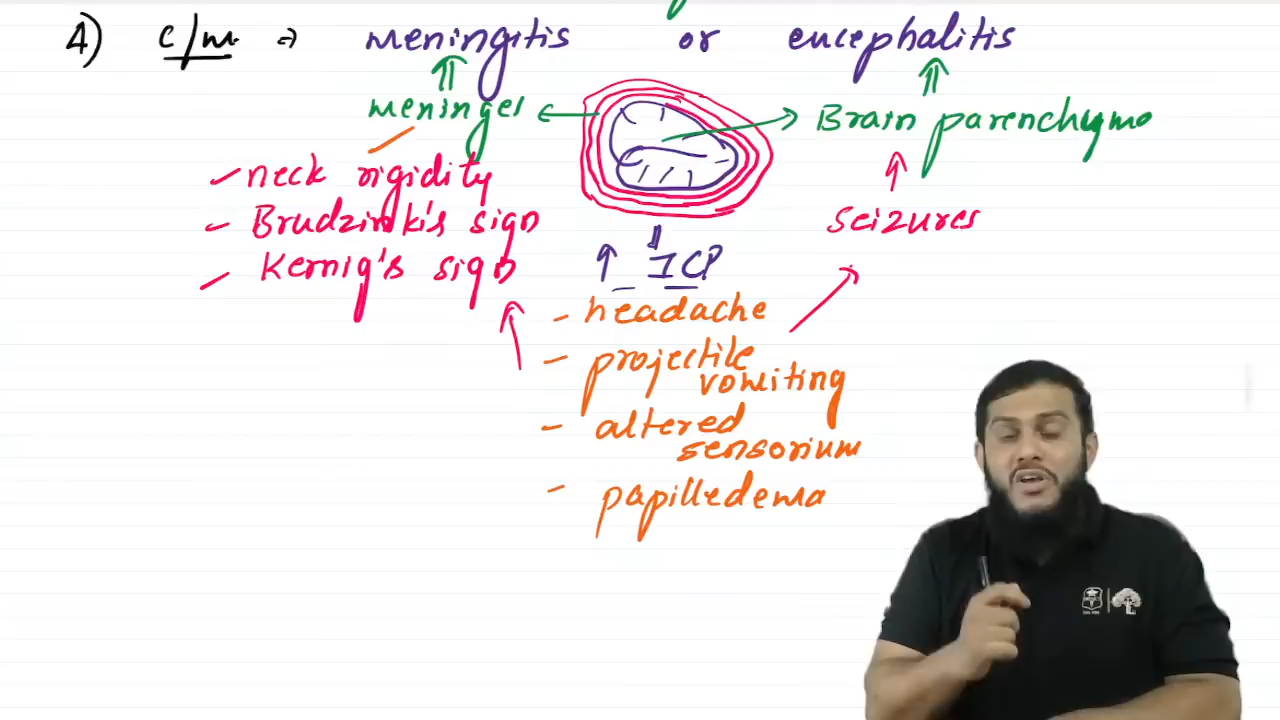 4) c/m ⇒ meningitis or encephalitis
meninges Brain parenchyma
neck rigidity
Brudzinki's sign
Kernig's sign
seizures
↑ ICP
- headache
- projectile
vomiting
- altered
sensorium
- papilledema